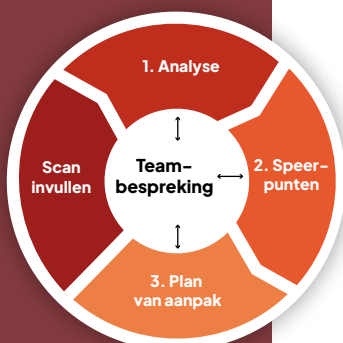 1. Analyse
Scan
invullen
Team-
bespreking
2. Speer-
punten
3. Plan
van aanpak